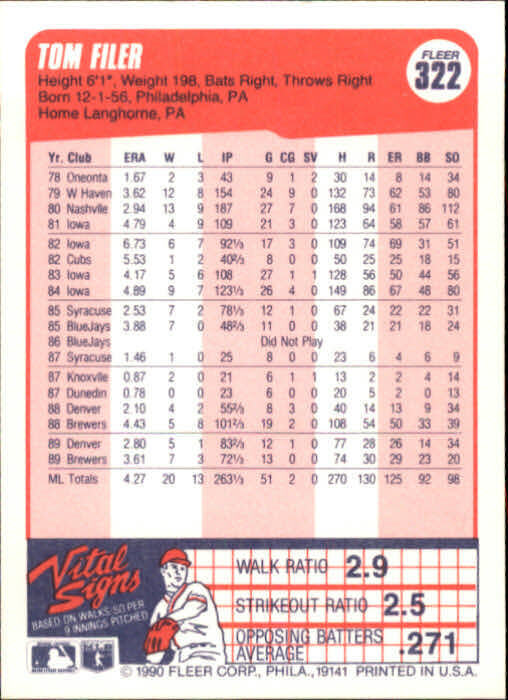 TOM FILER
FLEER
322
Height 6'1", Weight 198, Bats Right, Throws Right
Born 12-1-56, Philadelphia, PA
Home Langhorne, PA
Yr. Club ERA W L IP G CG SV H R ER BB SO
78 Oneonta 1.67 2 3 43 9 1 2 30 14 8 14 34
79 W Haven 3.62 12 8 154 24 9 0 132 73 62 53 80
80 Nashvlle 2.94 13 9 187 27 7 0 168 94 61 86 112
81 Iowa 4.79 4 9 109 21 3 0 123 64 58 57 61
82 Iowa 6.73 6 7 92⅓ 17 3 0 109 74 69 31 51
82 Cubs 5.53 1 2 40⅔ 8 0 0 50 25 25 18 15
83 Iowa 4.17 5 6 108 27 1 1 128 56 50 44 56
84 Iowa 4.89 9 7 123⅓ 26 4 0 149 86 67 48 80
85 Syracuse 2.53 7 2 78⅓ 12 1 0 67 24 22 22 31
85 BlueJays 3.88 7 0 48⅔ 11 0 0 38 21 21 18 24
86 BlueJays Did Not Play
87 Syracuse 1.46 1 0 25 8 0 0 23 6 4 6 9
87 Knoxvlle 0.87 2 0 21 6 1 1 13 2 2 4 14
87 Dunedin 0.78 0 0 23 6 0 0 20 5 2 0 13
88 Denver 2.10 4 2 55⅔ 8 3 0 40 14 13 9 34
88 Brewers 4.43 5 8 101⅔ 19 2 0 108 54 50 33 39
89 Denver 2.80 5 1 83⅔ 12 1 0 77 28 26 14 34
89 Brewers 3.61 7 3 72⅓ 13 0 0 74 30 29 23 20
ML Totals 4.27 20 13 263⅓ 51 2 0 270 130 125 92 98
Vital Signs
BASED ON WALKS/SO PER
9 INNINGS PITCHED
WALK RATIO 2.9
STRIKEOUT RATIO 2.5
OPPOSING BATTERS
AVERAGE .271
© 1990 FLEER CORP., PHILA., 19141 PRINTED IN U.S.A.